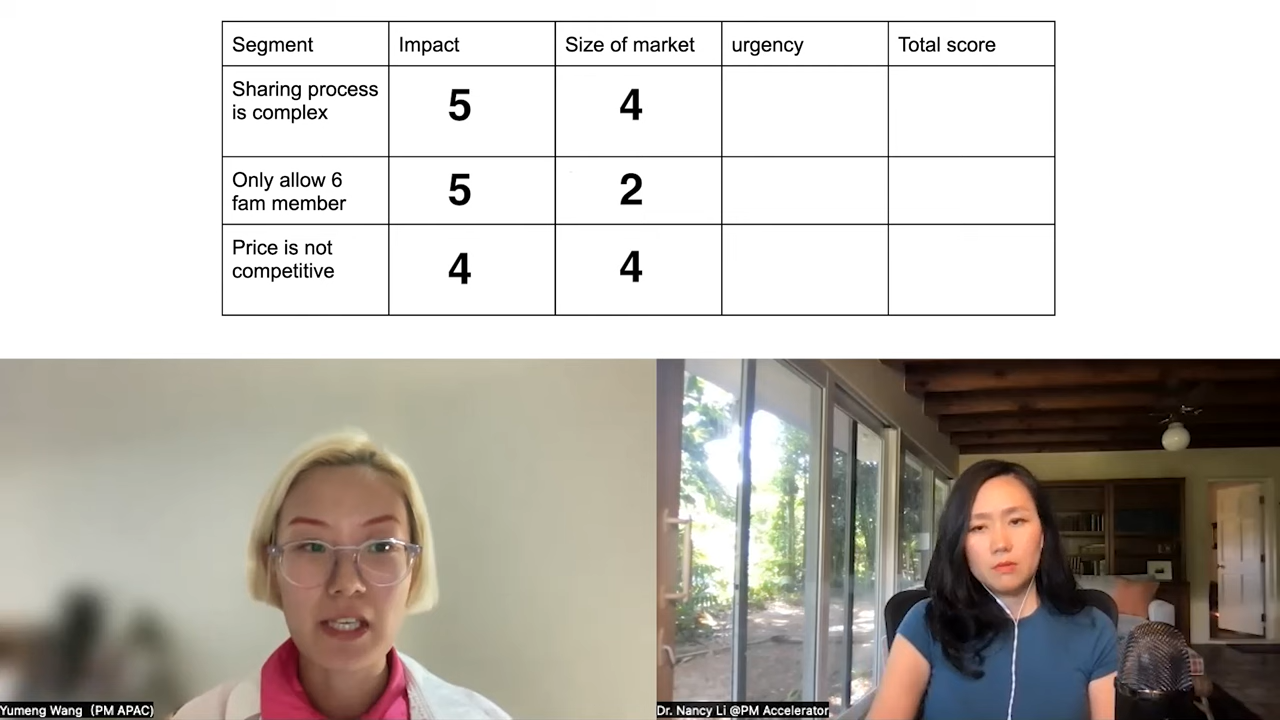 Segment Impact Size of market urgency Total score
Sharing process
is complex
5 4
Only allow 6
fam member
5 2
Price is not
competitive
4 4
Yumeng Wang（PM APAC)
Dr. Nancy Li @PM Accelerator